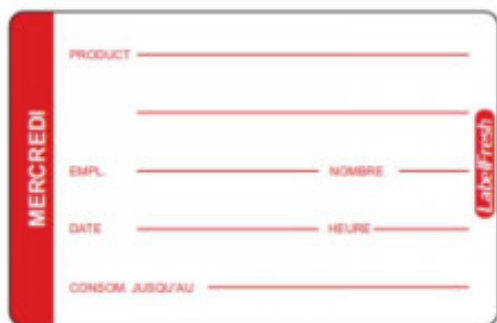 MERCREDI
PRODUCT
EMPL. NOMBRE
DATE HEURE
CONSOM. JUSQU'AU
LabelFresh